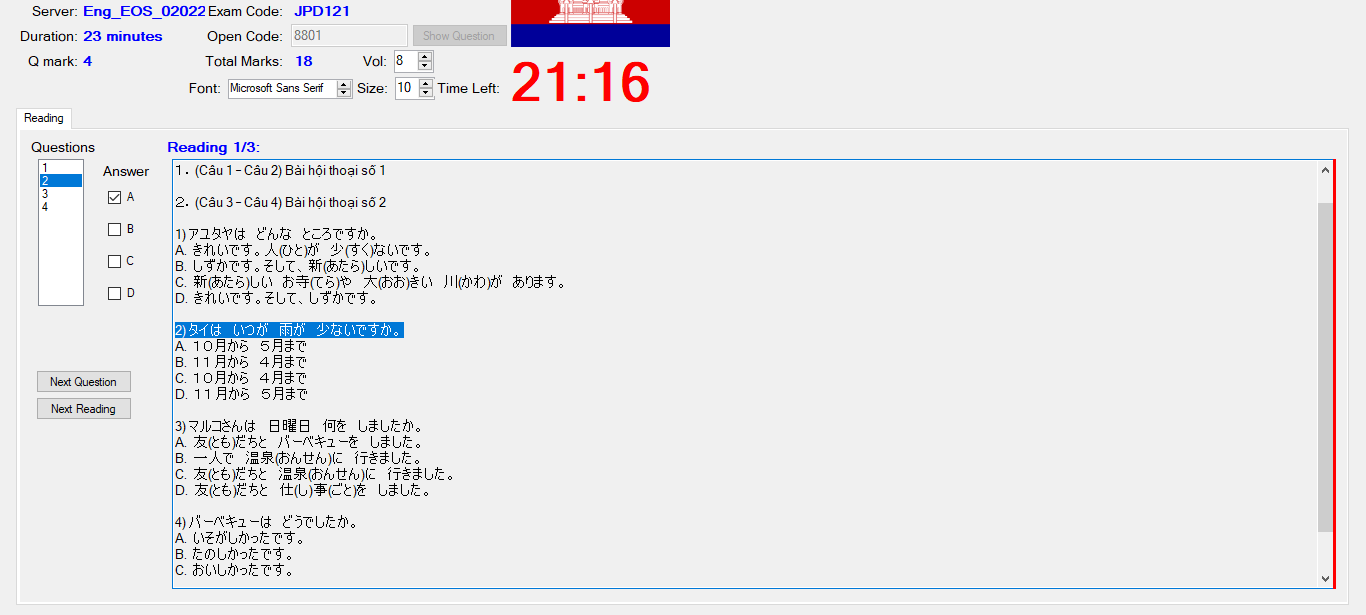 Server: Eng_EOS_02022 Exam Code: JPD121
Duration: 23 minutes Open Code: 8801 Show Question
Q mark: 4 Total Marks: 18 Vol: 8
Font: Microsoft Sans Serif Size: 10 Time Left: 21:16
Reading
Questions
Reading 1/3:
Answer
1
2
3
4
A
B
C
D
Next Question
Next Reading
１．(Câu 1 – Câu 2) Bài hội thoại số 1
２．(Câu 3 – Câu 4) Bài hội thoại số 2
1) アユタヤは　どんな　ところですか。
A. きれいです。人(ひと)が　少(すく)ないです。
B. しずかです。そして、新(あたら)しいです。
C. 新(あたら)しい　お寺(てら)や　大(おお)きい　川(かわ)が　あります。
D. きれいです。そして、しずかです。
2) タイは　いつが　雨が　少ないですか。
A. １０月から　５月まで
B. １１月から　４月まで
C. １０月から　４月まで
D. １１月から　５月まで
3) マルコさんは　日曜日　何を　しましたか。
A. 友(とも)だちと　バーベキューを　しました。
B. 一人で　温泉(おんせん)に　行きました。
C. 友(とも)だちと　温泉(おんせん)に　行きました。
D. 友(とも)だちと　仕(し)事(ごと)を　しました。
4) バーベキューは　どうでしたか。
A. いそがしかったです。
B. たのしかったです。
C. おいしかったです。